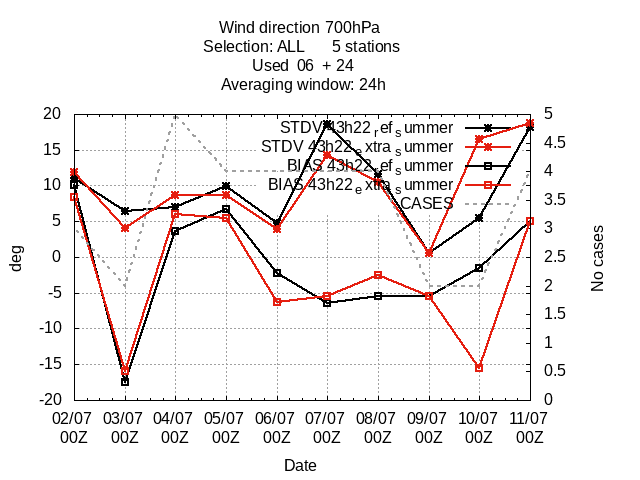 Wind direction 700hPa
Selection: ALL 5 stations
Used 06 + 24
Averaging window: 24h
STDV 43h22_ref_summer
STDV 43h22_extra_summer
BIAS 43h22_ref_summer
BIAS 43h22_extra_summer
CASES
20
15
10
5
0
-5
-10
-15
-20
deg
5
4.5
4
3.5
3
2.5
2
1.5
1
0.5
0
No cases
02/07 03/07 04/07 05/07 06/07 07/07 08/07 09/07 10/07 11/07
00Z 00Z 00Z 00Z 00Z 00Z 00Z 00Z 00Z 00Z
Date